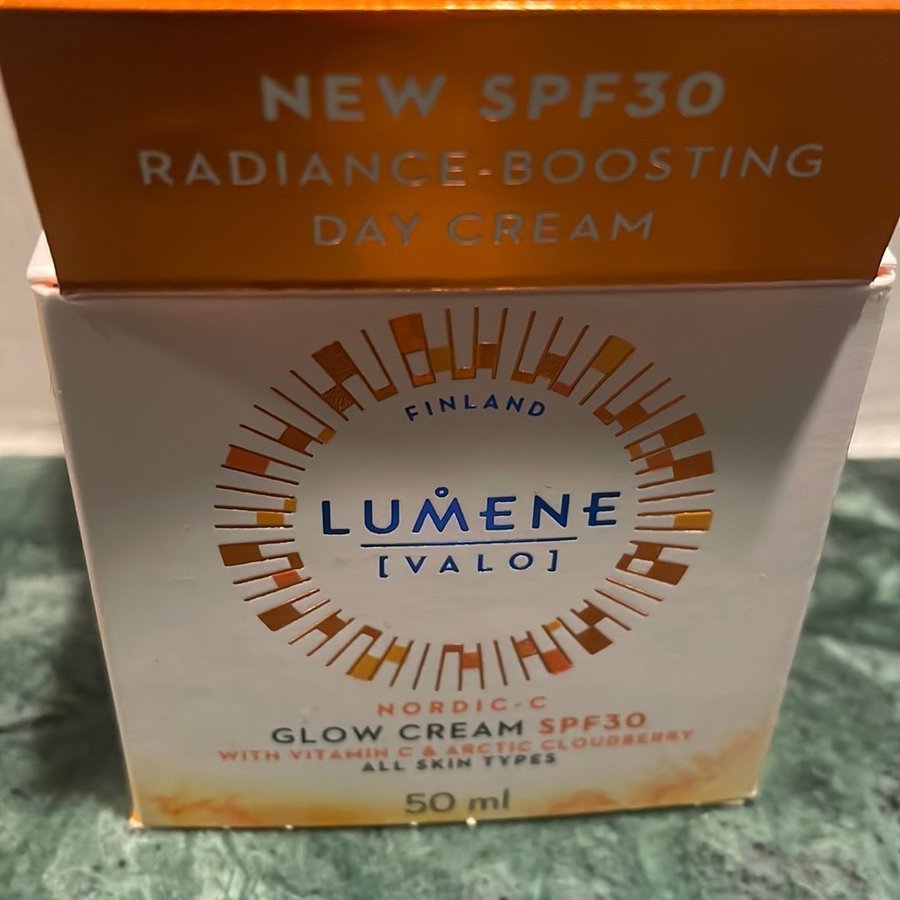 NEW SPF30
RADIANCE-BOOSTING
DAY CREAM
FINLAND
LUMENE
[VALO]
NORDIC-C
GLOW CREAM SPF30
WITH VITAMIN C & ARCTIC CLOUDBERRY
ALL SKIN TYPES
50 ml